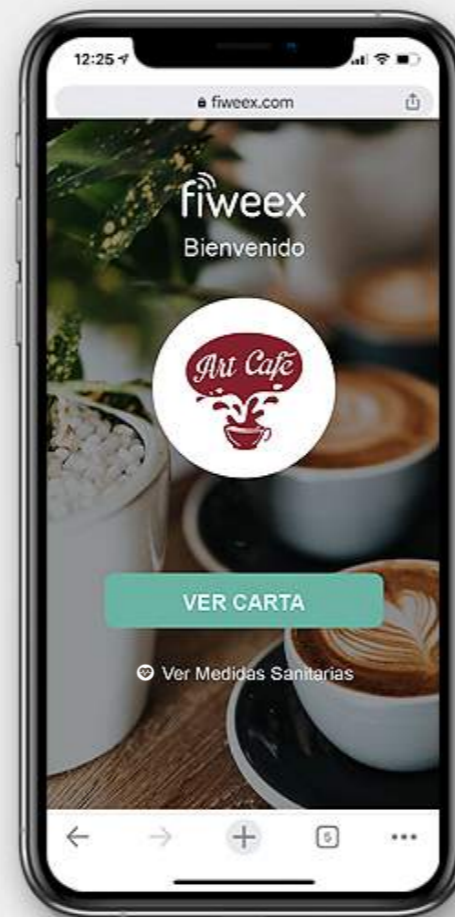 12:25
fiweex.com
fiweex
Bienvenido
Art Cafe
VER CARTA
Ver Medidas Sanitarias
5